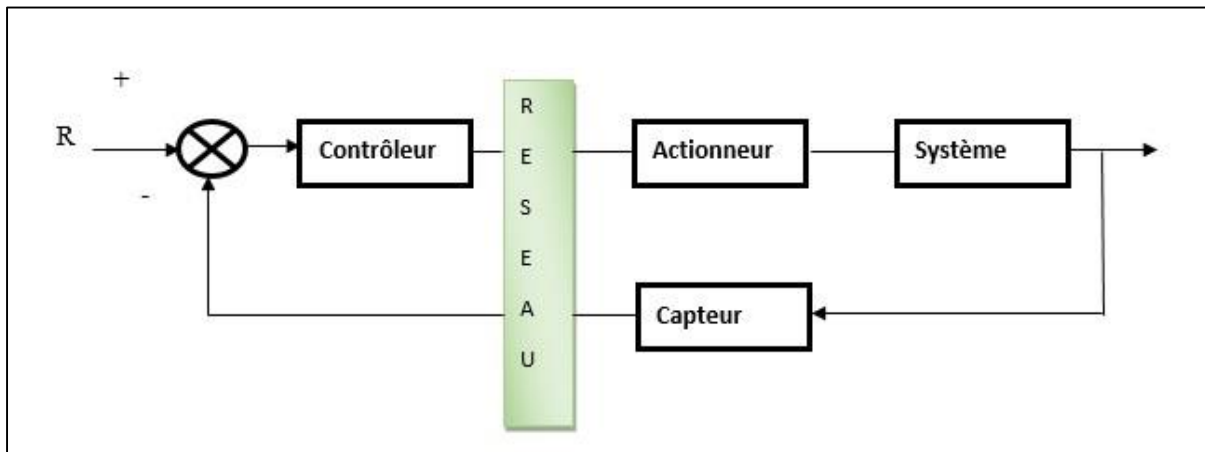 +
R
-
Contrôleur
R
E
S
E
A
U
Actionneur
Système
Capteur